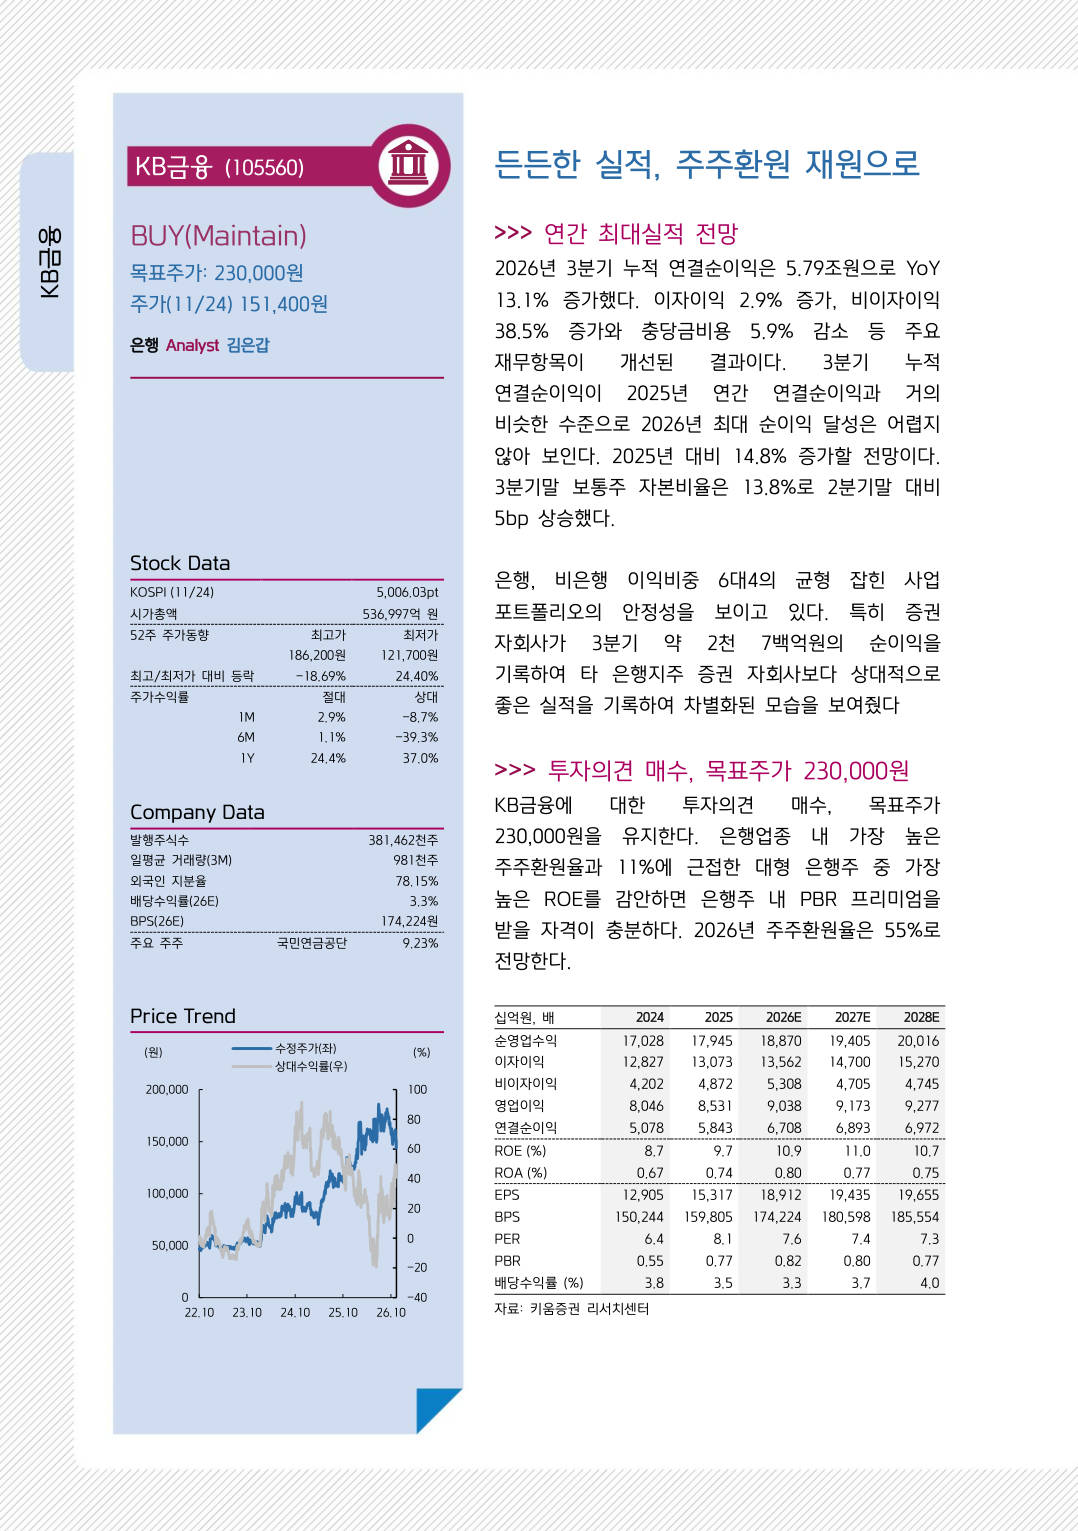 KB금융
KB금융 (105560)
BUY(Maintain)
목표주가: 230,000원
주가(11/24) 151,400원
은행 Analyst 김은갑
Stock Data
KOSPI (11/24) 5,006.03pt
시가총액 536,997억 원
52주 주가동향 최고가 최저가
186,200원 121,700원
최고/최저가 대비 등락 -18.69% 24.40%
주가수익률 절대 상대
1M 2.9% -8.7%
6M 1.1% -39.3%
1Y 24.4% 37.0%
Company Data
발행주식수 381,462천주
일평균 거래량(3M) 981천주
외국인 지분율 78.15%
배당수익률(26E) 3.3%
BPS(26E) 174,224원
주요 주주 국민연금공단 9.23%
Price Trend
(원) 수정주가(좌) (%)
상대수익률(우)
200,000 100
80
150,000
60
100,000 40
20
50,000 0
-20
0 -40
22.10 23.10 24.10 25.10 26.10
든든한 실적, 주주환원 재원으로
>>> 연간 최대실적 전망
2026년 3분기 누적 연결순이익은 5.79조원으로 YoY
13.1% 증가했다. 이자이익 2.9% 증가, 비이자이익
38.5% 증가와 충당금비용 5.9% 감소 등 주요
재무항목이 개선된 결과이다. 3분기 누적
연결순이익이 2025년 연간 연결순이익과 거의
비슷한 수준으로 2026년 최대 순이익 달성은 어렵지
않아 보인다. 2025년 대비 14.8% 증가할 전망이다.
3분기말 보통주 자본비율은 13.8%로 2분기말 대비
5bp 상승했다.
은행, 비은행 이익비중 6대4의 균형 잡힌 사업
포트폴리오의 안정성을 보이고 있다. 특히 증권
자회사가 3분기 약 2천 7백억원의 순이익을
기록하여 타 은행지주 증권 자회사보다 상대적으로
좋은 실적을 기록하여 차별화된 모습을 보여줬다
>>> 투자의견 매수, 목표주가 230,000원
KB금융에 대한 투자의견 매수, 목표주가
230,000원을 유지한다. 은행업종 내 가장 높은
주주환원율과 11%에 근접한 대형 은행주 중 가장
높은 ROE를 감안하면 은행주 내 PBR 프리미엄을
받을 자격이 충분하다. 2026년 주주환원율은 55%로
전망한다.
십억원, 배 2024 2025 2026E 2027E 2028E
순영업수익 17,028 17,945 18,870 19,405 20,016
이자이익 12,827 13,073 13,562 14,700 15,270
비이자이익 4,202 4,872 5,308 4,705 4,745
영업이익 8,046 8,531 9,038 9,173 9,277
연결순이익 5,078 5,843 6,708 6,893 6,972
ROE (%) 8.7 9.7 10.9 11.0 10.7
ROA (%) 0.67 0.74 0.80 0.77 0.75
EPS 12,905 15,317 18,912 19,435 19,655
BPS 150,244 159,805 174,224 180,598 185,554
PER 6.4 8.1 7.6 7.4 7.3
PBR 0.55 0.77 0.82 0.80 0.77
배당수익률 (%) 3.8 3.5 3.3 3.7 4.0
자료: 키움증권 리서치센터